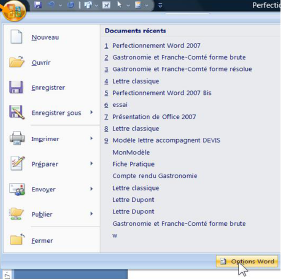 Perfectio
Nouveau
Ouvrir
Enregistrer
Enregistrer sous
Imprimer
Préparer
Envoyer
Publier
Fermer
Documents récents
1 Perfectionnement Word 2007
2 Gastronomie et Franche-Comté forme brute
3 Gastronomie et Franche-Comté forme résolue
4 Lettre classique
5 Perfectionnement Word 2007 Bis
6 essai
7 Présentation de Office 2007
8 Lettre classique
9 Modèle lettre accompagnent DEVIS
MonModèle
Fiche Pratique
Compte rendu Gastronomie
Lettre classique
Lettre Dupont
Lettre Dupont
Gastronomie et Franche-Comté forme brute
w
Options Word